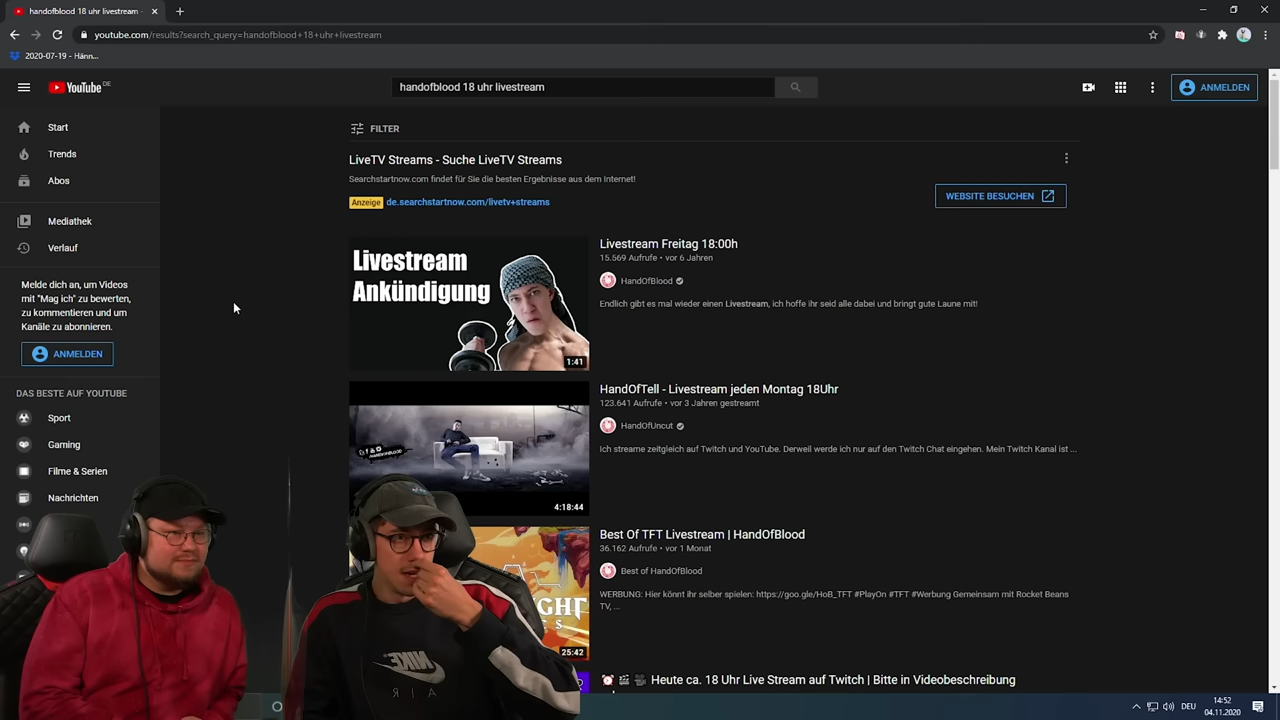 handofblood 18 uhr livestream -
youtube.com/results?search_query=handofblood+18+uhr+livestream
2020-07-19 - Hänn...
YouTube DE
handofblood 18 uhr livestream
ANMELDEN
Start
Trends
Abos
Mediathek
Verlauf
Melde dich an, um Videos
mit "Mag ich" zu bewerten,
zu kommentieren und um
Kanäle zu abonnieren.
ANMELDEN
DAS BESTE AUF YOUTUBE
Sport
Gaming
Filme & Serien
Nachrichten
FILTER
LiveTV Streams - Suche LiveTV Streams
Searchstartnow.com findet für Sie die besten Ergebnisse aus dem Internet!
Anzeige de.searchstartnow.com/livetv+streams
WEBSITE BESUCHEN
Livestream
Ankündigung
1:41
Livestream Freitag 18:00h
15.569 Aufrufe • vor 6 Jahren
HandOfBlood
Endlich gibt es mal wieder einen Livestream, ich hoffe ihr seid alle dabei und bringt gute Laune mit!
HANDOFBLOOD
4:18:44
HandOfTell - Livestream jeden Montag 18Uhr
123.641 Aufrufe • vor 3 Jahren gestreamt
HandOfUncut
Ich streame zeitgleich auf Twitch und YouTube. Derweil werde ich nur auf den Twitch Chat eingehen. Mein Twitch Kanal ist ...
25:42
Best Of TFT Livestream | HandOfBlood
36.162 Aufrufe • vor 1 Monat
Best of HandOfBlood
WERBUNG: Hier könnt ihr selber spielen: https://goo.gle/HoB_TFT #PlayOn #TFT #Werbung Gemeinsam mit Rocket Beans
TV, ...
Heute ca. 18 Uhr Live Stream auf Twitch | Bitte in Videobeschreibung
DEU
14:52
04.11.2020